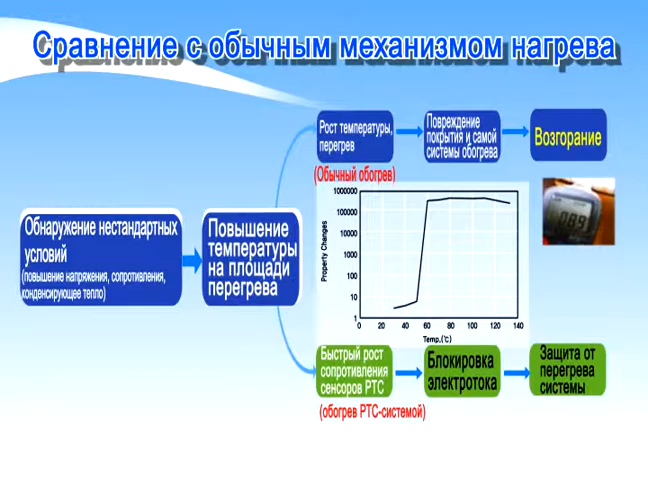 Сравнение с обычным механизмом нагрева
Обнаружение нестандартных
условий
(повышение напряжения, сопротивления,
конденсирующее тепло)
Повышение
температуры
на площади
перегрева
Рост температуры,
перегрев
(Обычный обогрев)
Повреждение
покрытия и самой
системы обогрева
Возгорание
Property Changes
1000000
100000
10000
1000
100
10
1
0 20 40 60 80 100 120 140
Temp.(℃)
089
Быстрый рост
сопротивления
сенсоров РТС
(обогрев РТС-системой)
Блокировка
электротока
Защита от
перегрева
системы